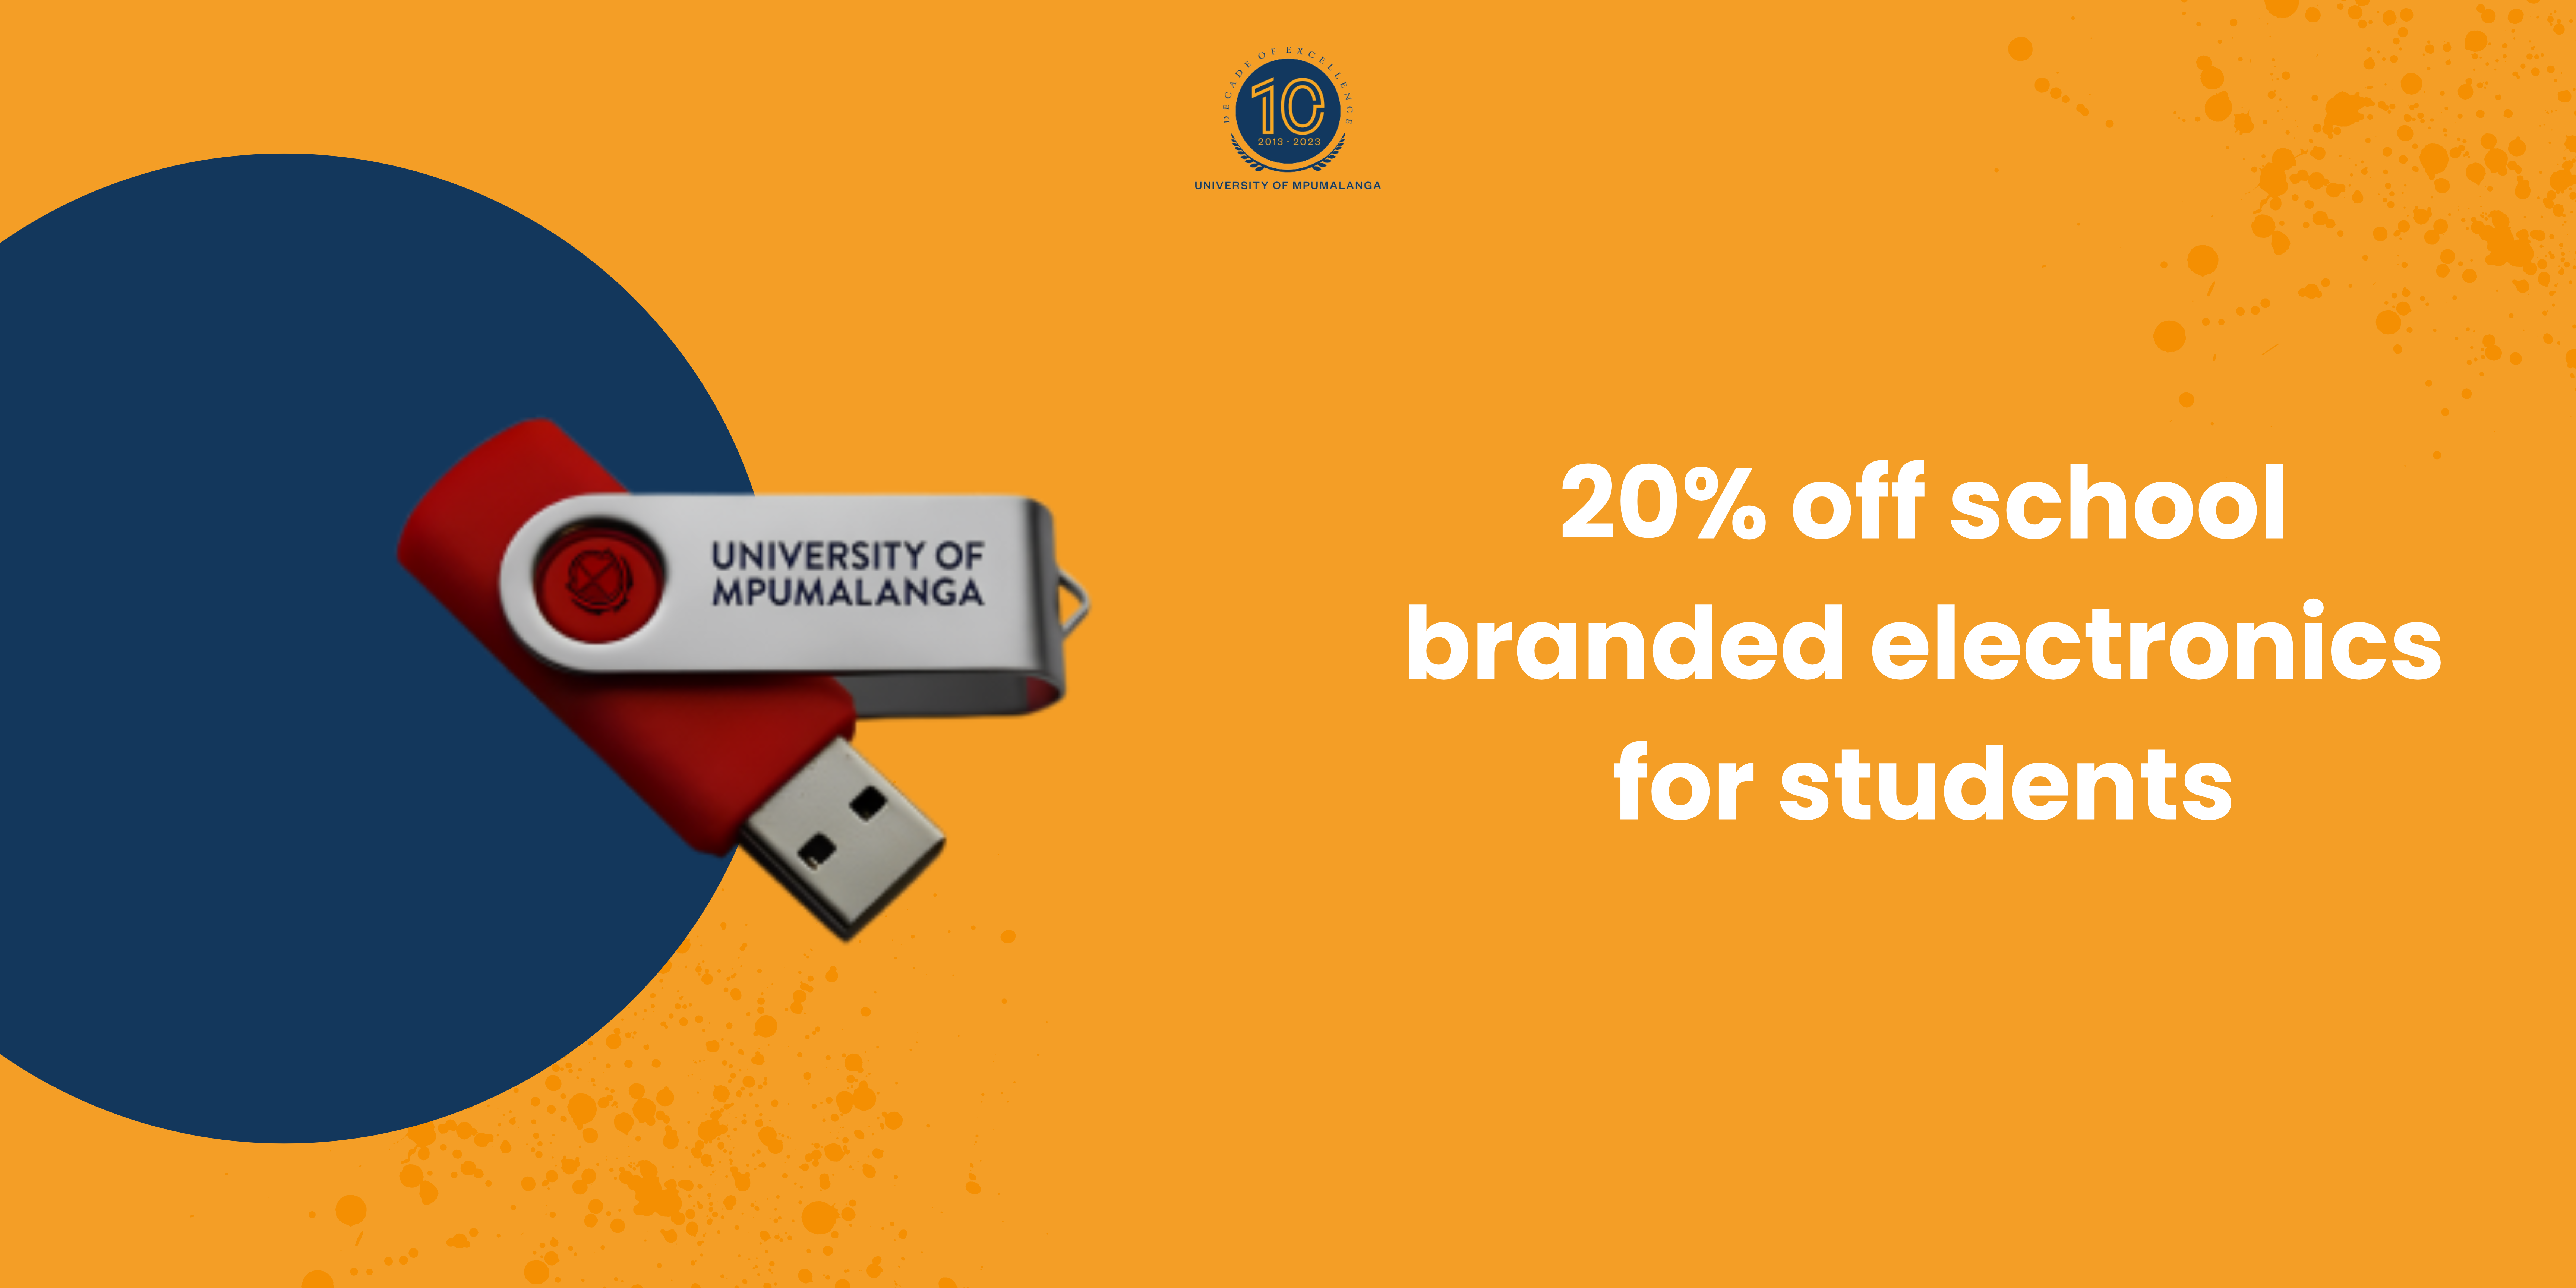 DECADE OF EXCELLENCE
10
2013 - 2023
UNIVERSITY OF MPUMALANGA
UNIVERSITY OF
MPUMALANGA
20% off school
branded electronics
for students